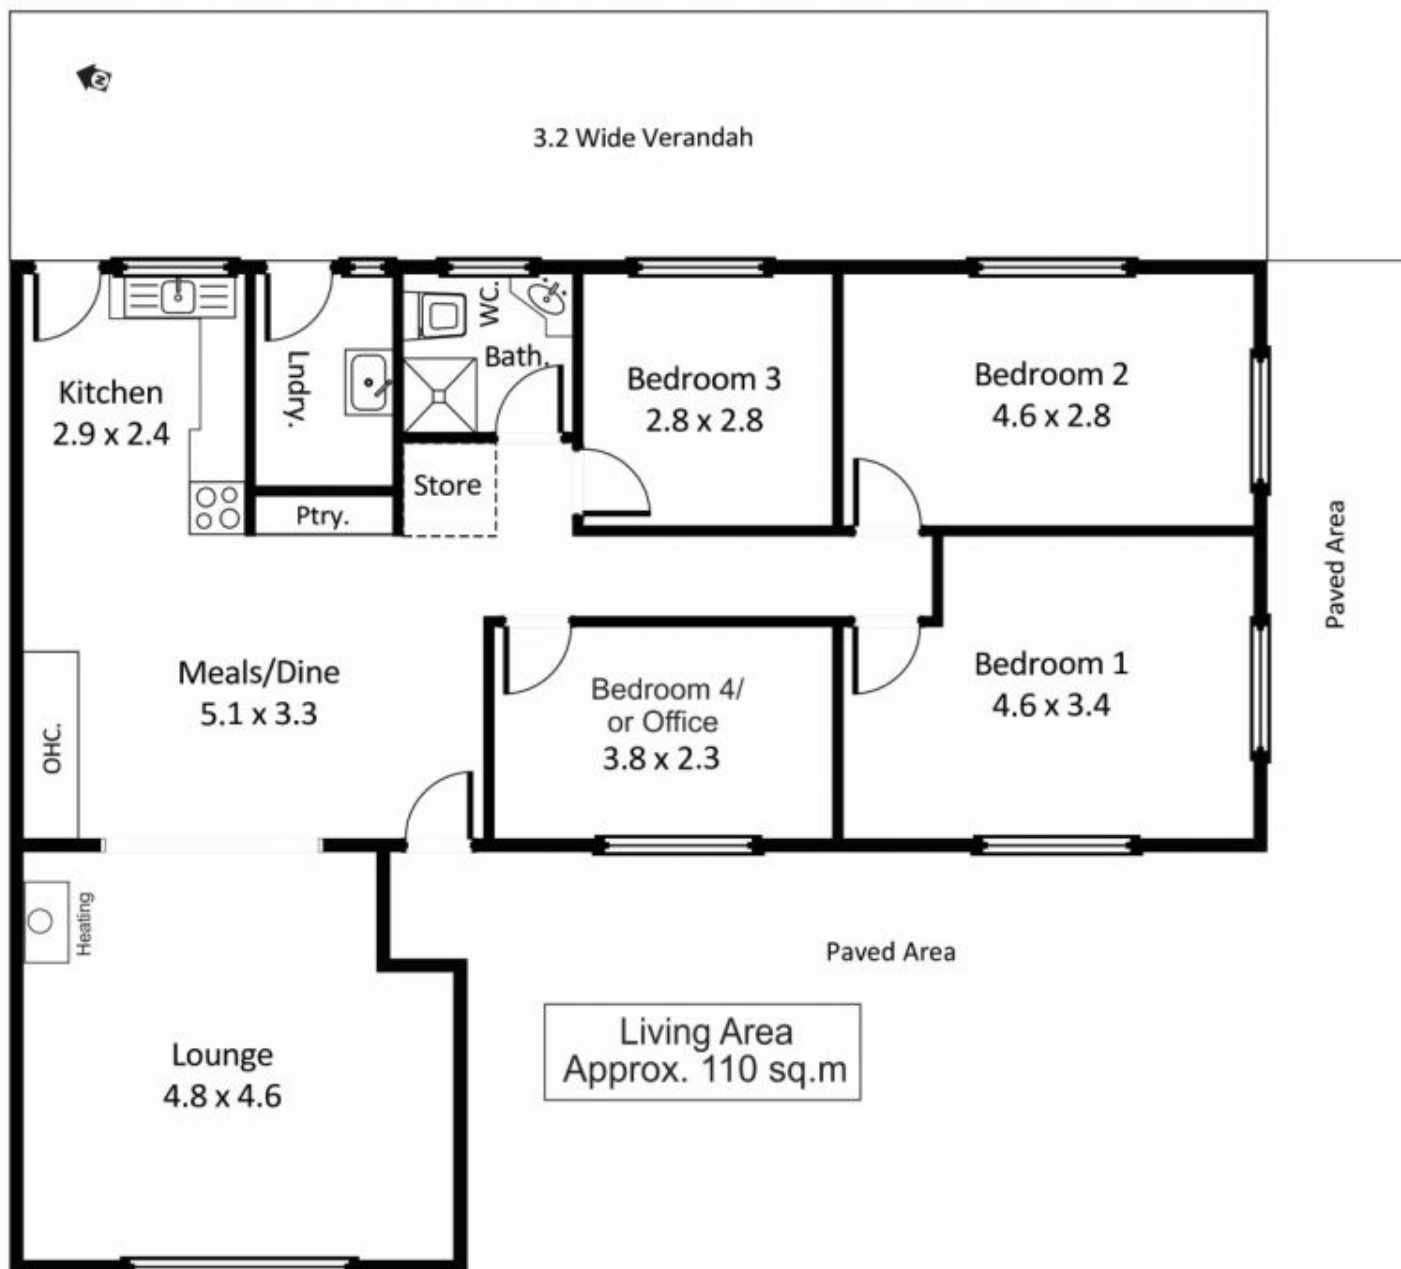 N
3.2 Wide Verandah
Kitchen
2.9 x 2.4
Lndry.
WC.
Bath.
Bedroom 3
2.8 x 2.8
Bedroom 2
4.6 x 2.8
Store
Ptry.
Paved Area
Meals/Dine
5.1 x 3.3
OHC.
Bedroom 4/
or Office
3.8 x 2.3
Bedroom 1
4.6 x 3.4
Heating
Paved Area
Lounge
4.8 x 4.6
Living Area
Approx. 110 sq.m